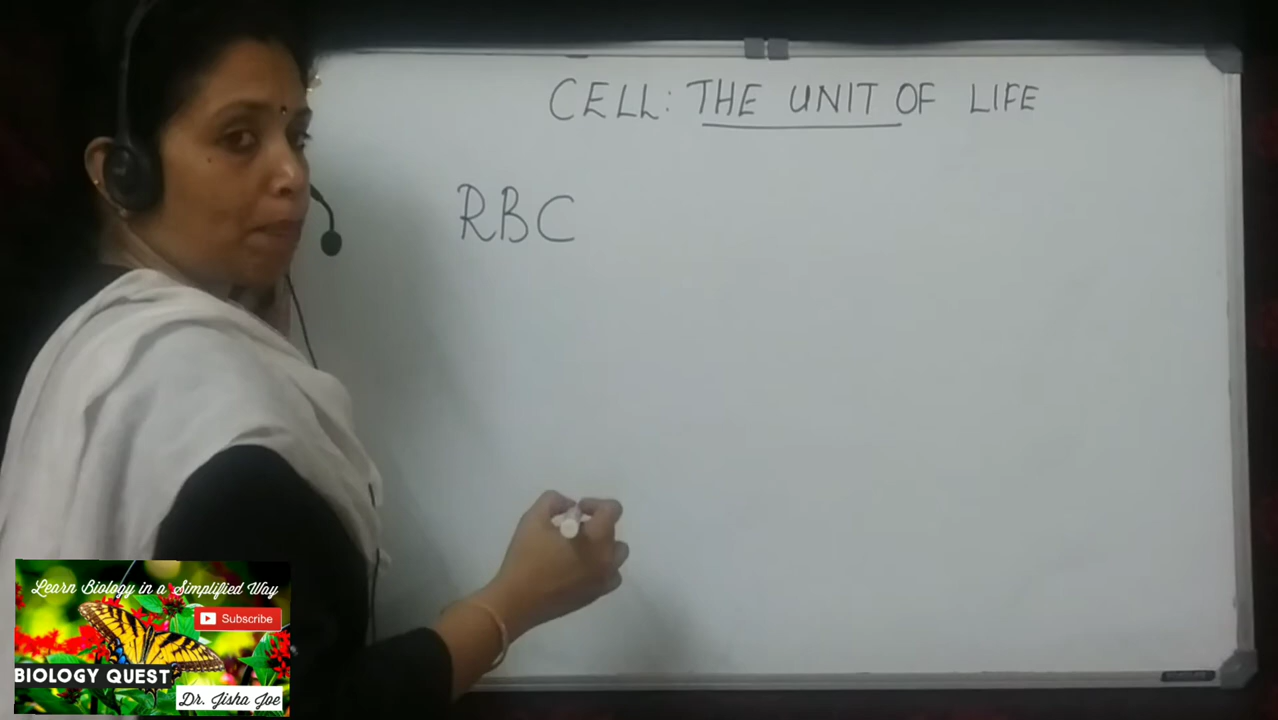 CELL: THE UNIT OF LIFE
RBC
Learn Biology in a Simplified Way
Subscribe
BIOLOGY QUEST
Dr. Jisha Joe